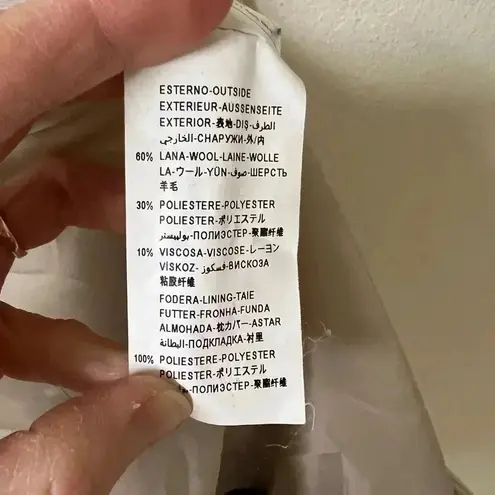 ESTERNO-OUTSIDE
EXTERIEUR-AUSSENSEITE
EXTERIOR-表地-DIŞ-الطرف
الخارجي-СНАРУЖИ-外/内
60% LANA-WOOL-LAINE-WOLLE
LA-ウール-YÜN-صوف-ШЕРСТЬ
羊毛
30% POLIESTERE-POLYESTER
POLIESTER-ポリエステル
بوليستر-ПОЛИЭСТЕР-聚酯纤维
10% VISCOSA-VISCOSE-レーヨン
VİSKOZ-فسكوز-ВИСКОЗА
粘胶纤维
FODERA-LINING-TAIE
FUTTER-FRONHA-FUNDA
ALMOHADA-枕カバー-ASTAR
البطانة-ПОДКЛАДКА-衬里
100% POLIESTERE-POLYESTER
POLIESTER-ポリエステル
-ПОЛИЭСТЕР-聚酯纤维